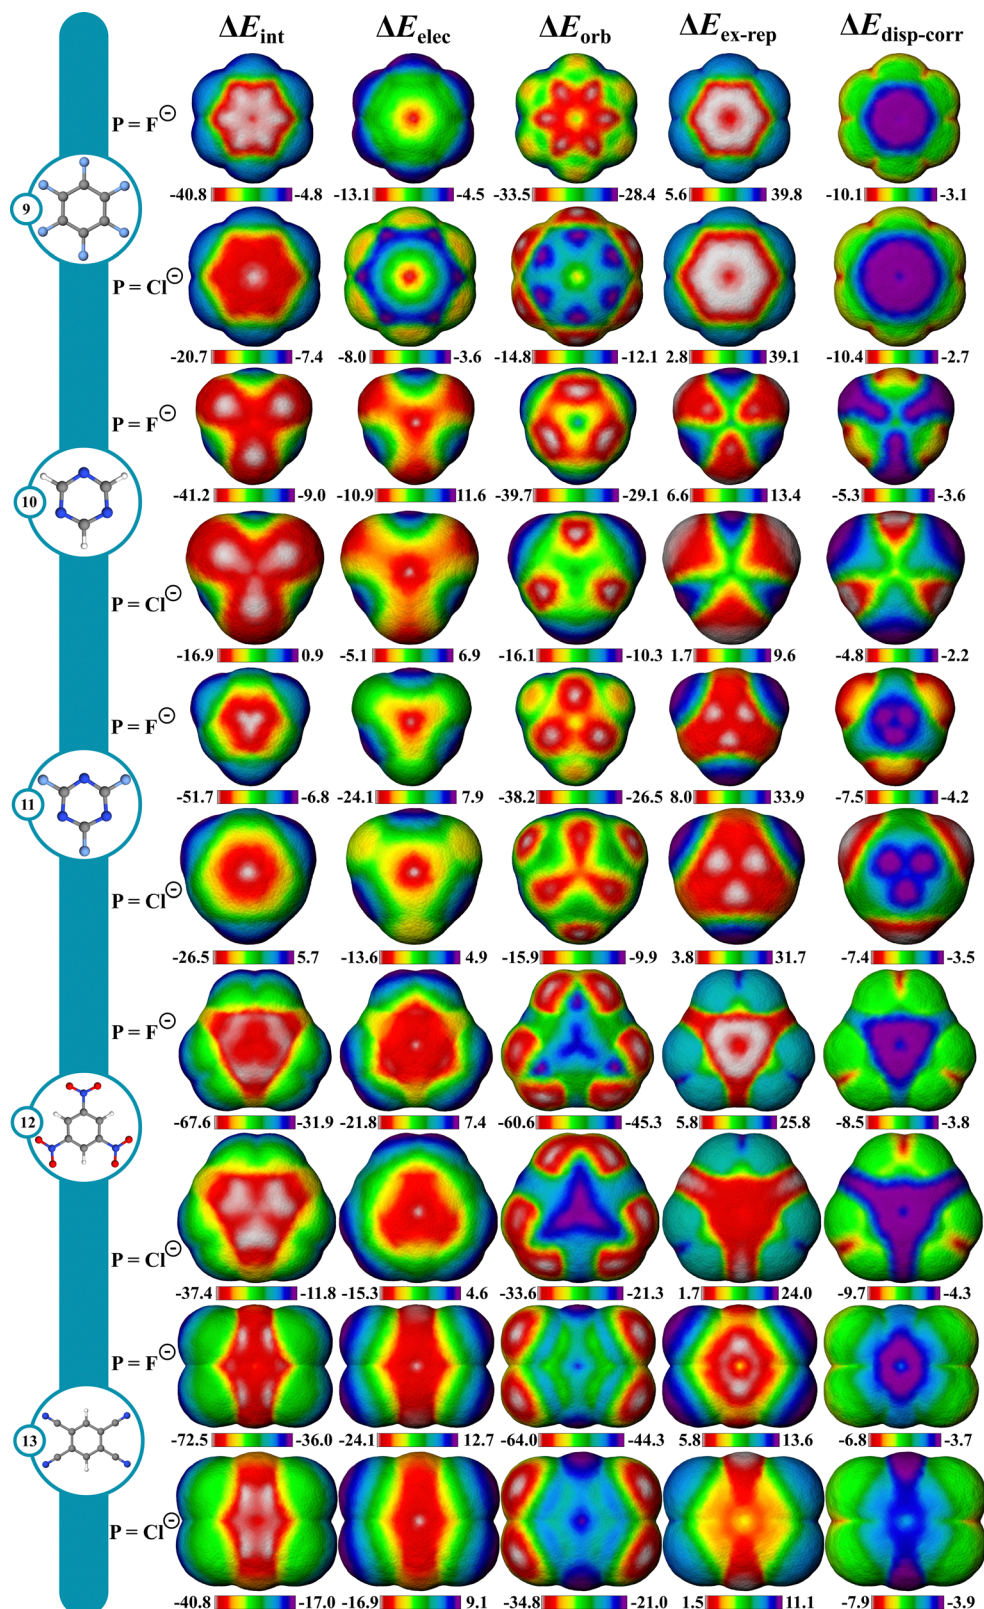 ΔE_int ΔE_elec ΔE_orb ΔE_ex-rep ΔE_disp-corr
P = F⊖
-40.8 -4.8 -13.1 -4.5 -33.5 -28.4 5.6 39.8 -10.1 -3.1
9
P = Cl⊖
-20.7 -7.4 -8.0 -3.6 -14.8 -12.1 2.8 39.1 -10.4 -2.7
P = F⊖
-41.2 -9.0 -10.9 11.6 -39.7 -29.1 6.6 13.4 -5.3 -3.6
10
P = Cl⊖
-16.9 0.9 -5.1 6.9 -16.1 -10.3 1.7 9.6 -4.8 -2.2
P = F⊖
-51.7 -6.8 -24.1 7.9 -38.2 -26.5 8.0 33.9 -7.5 -4.2
11
P = Cl⊖
-26.5 5.7 -13.6 4.9 -15.9 -9.9 3.8 31.7 -7.4 -3.5
P = F⊖
-67.6 -31.9 -21.8 7.4 -60.6 -45.3 5.8 25.8 -8.5 -3.8
12
P = Cl⊖
-37.4 -11.8 -15.3 4.6 -33.6 -21.3 1.7 24.0 -9.7 -4.3
P = F⊖
-72.5 -36.0 -24.1 12.7 -64.0 -44.3 5.8 13.6 -6.8 -3.7
13
P = Cl⊖
-40.8 -17.0 -16.9 9.1 -34.8 -21.0 1.5 11.1 -7.9 -3.9